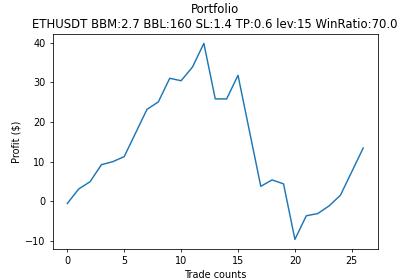 Portfolio
ETHUSDT BBM:2.7 BBL:160 SL:1.4 TP:0.6 lev:15 WinRatio:70.0
40
30
20
10
0
−10
Profit ($)
0 5 10 15 20 25
Trade counts